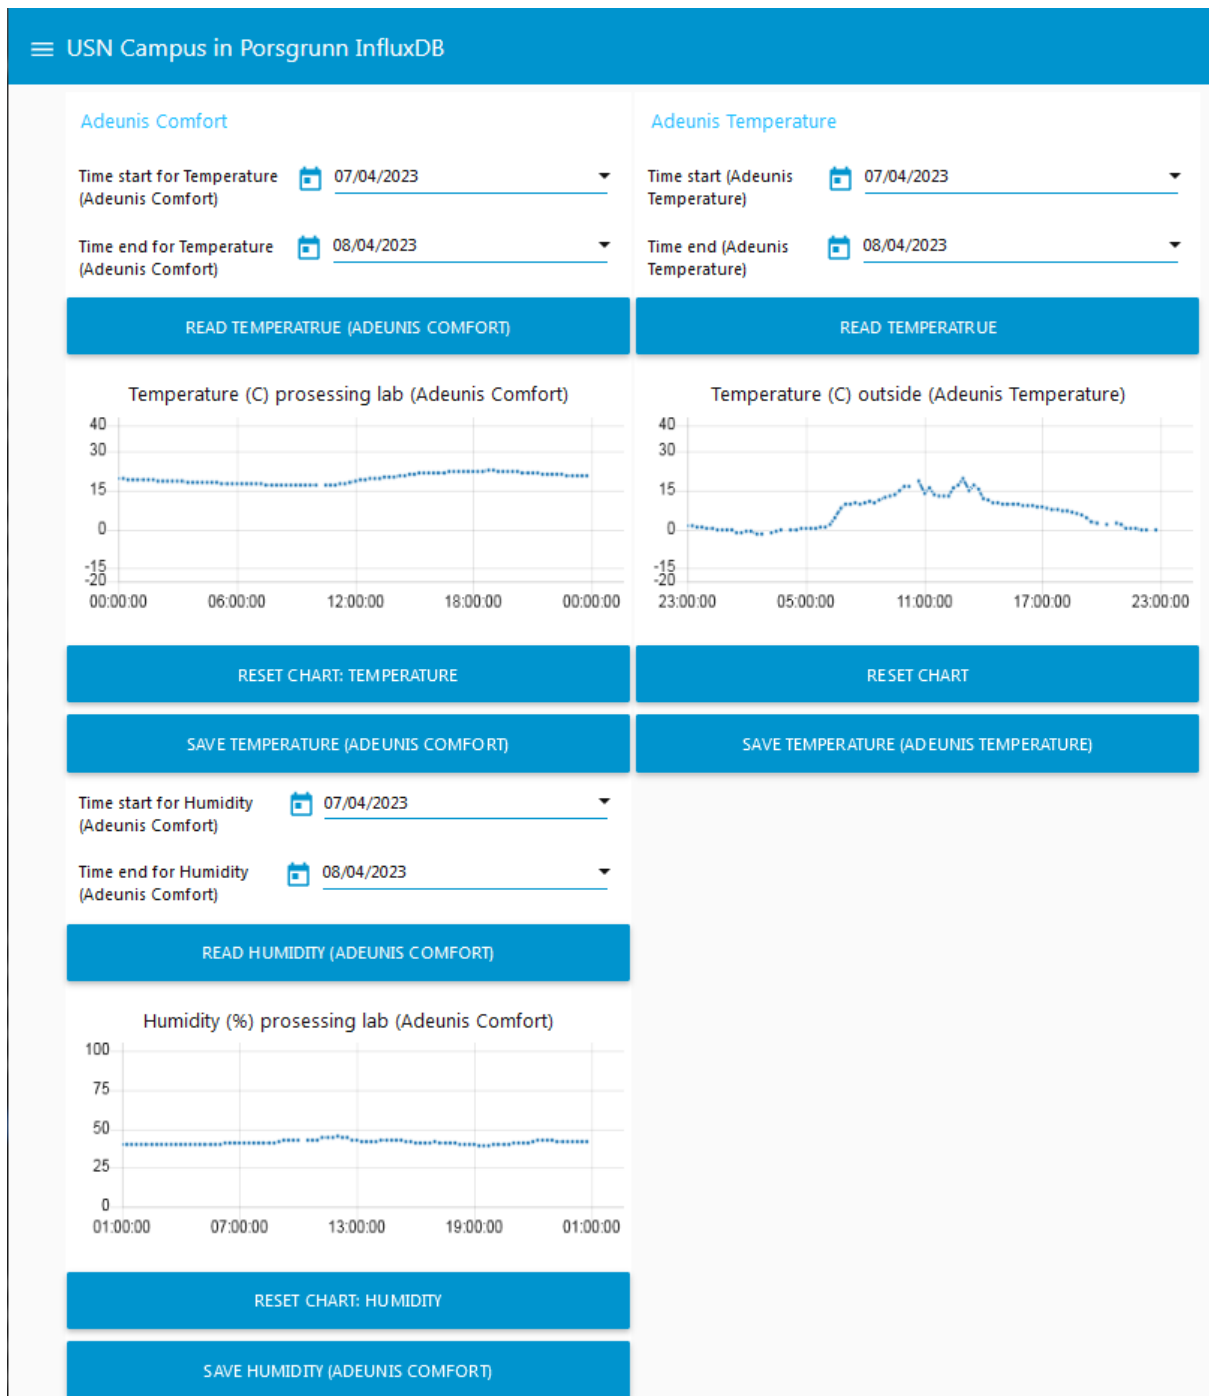 USN Campus in Porsgrunn InfluxDB
Adeunis Comfort
Time start for Temperature
(Adeunis Comfort)
07/04/2023
Time end for Temperature
(Adeunis Comfort)
08/04/2023
READ TEMPERATRUE (ADEUNIS COMFORT)
Temperature (C) prosessing lab (Adeunis Comfort)
40
30
15
0
-15
-20
00:00:00 06:00:00 12:00:00 18:00:00 00:00:00
RESET CHART: TEMPERATURE
SAVE TEMPERATURE (ADEUNIS COMFORT)
Time start for Humidity
(Adeunis Comfort)
07/04/2023
Time end for Humidity
(Adeunis Comfort)
08/04/2023
READ HUMIDITY (ADEUNIS COMFORT)
Humidity (%) prosessing lab (Adeunis Comfort)
100
75
50
25
0
01:00:00 07:00:00 13:00:00 19:00:00 01:00:00
RESET CHART: HUMIDITY
SAVE HUMIDITY (ADEUNIS COMFORT)
Adeunis Temperature
Time start (Adeunis
Temperature)
07/04/2023
Time end (Adeunis
Temperature)
08/04/2023
READ TEMPERATRUE
Temperature (C) outside (Adeunis Temperature)
40
30
15
0
-15
-20
23:00:00 05:00:00 11:00:00 17:00:00 23:00:00
RESET CHART
SAVE TEMPERATURE (ADEUNIS TEMPERATURE)